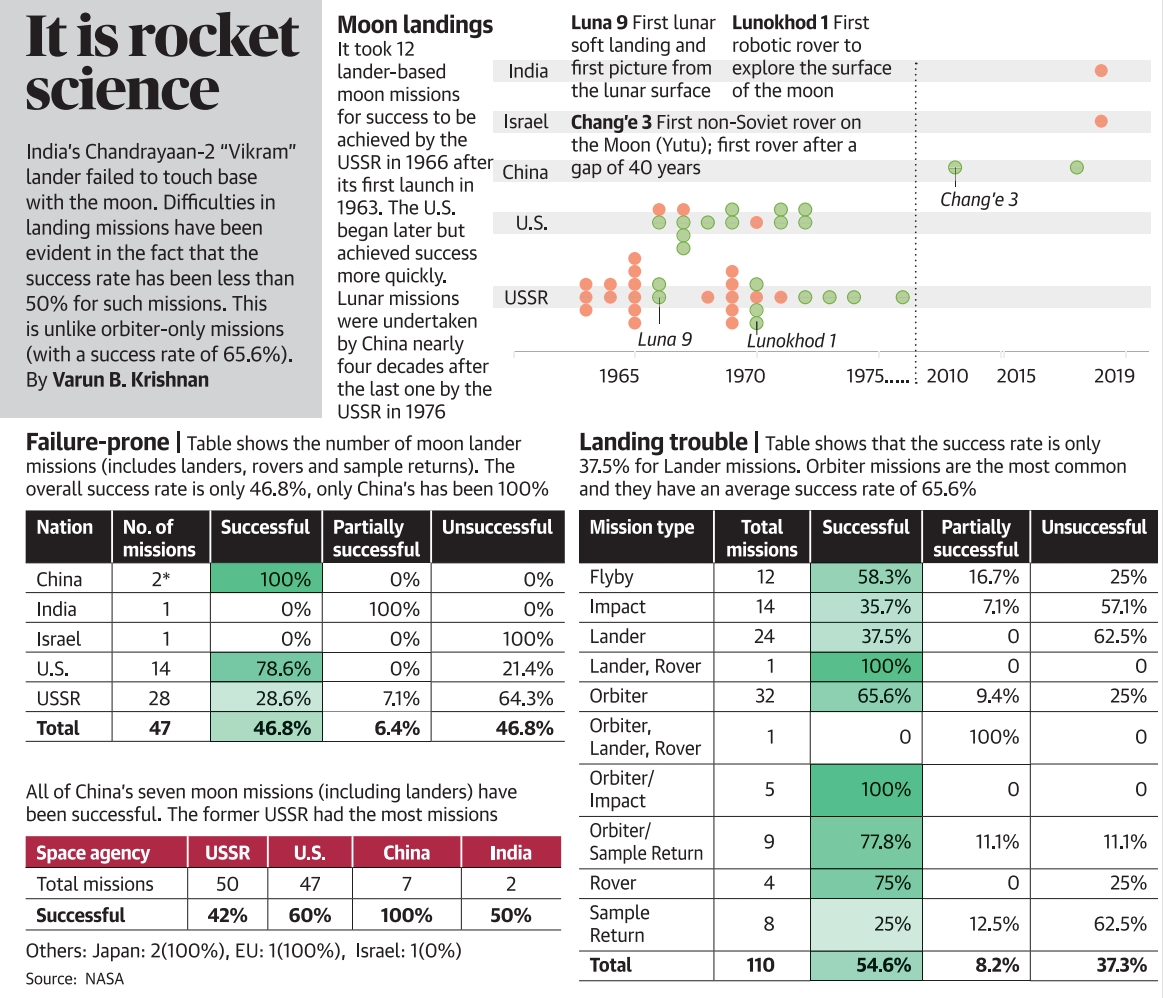 It is rocket
science
India's Chandrayaan-2 "Vikram"
lander failed to touch base
with the moon. Difficulties in
landing missions have been
evident in the fact that the
success rate has been less than
50% for such missions. This
is unlike orbiter-only missions
(with a success rate of 65.6%).
By Varun B. Krishnan
Moon landings
It took 12
lander-based
moon missions
for success to be
achieved by the
USSR in 1966 after
its first launch in
1963. The U.S.
began later but
achieved success
more quickly.
Lunar missions
were undertaken
by China nearly
four decades after
the last one by the
USSR in 1976
Luna 9 First lunar
soft landing and
first picture from
the lunar surface
Lunokhod 1 First
robotic rover to
explore the surface
of the moon
Chang'e 3 First non-Soviet rover on
the Moon (Yutu); first rover after a
gap of 40 years
India
Israel
China
U.S.
USSR
Chang'e 3
Luna 9
Lunokhod 1
1965 1970 1975..... 2010 2015 2019
Failure-prone | Table shows the number of moon lander
missions (includes landers, rovers and sample returns). The
overall success rate is only 46.8%, only China's has been 100%
Nation No. of missions Successful Partially successful Unsuccessful
China 2* 100% 0% 0%
India 1 0% 100% 0%
Israel 1 0% 0% 100%
U.S. 14 78.6% 0% 21.4%
USSR 28 28.6% 7.1% 64.3%
Total 47 46.8% 6.4% 46.8%
All of China's seven moon missions (including landers) have
been successful. The former USSR had the most missions
Space agency USSR U.S. China India
Total missions 50 47 7 2
Successful 42% 60% 100% 50%
Others: Japan: 2(100%), EU: 1(100%), Israel: 1(0%)
Source: NASA
Landing trouble | Table shows that the success rate is only
37.5% for Lander missions. Orbiter missions are the most common
and they have an average success rate of 65.6%
Mission type Total missions Successful Partially successful Unsuccessful
Flyby 12 58.3% 16.7% 25%
Impact 14 35.7% 7.1% 57.1%
Lander 24 37.5% 0 62.5%
Lander, Rover 1 100% 0 0
Orbiter 32 65.6% 9.4% 25%
Orbiter,
Lander, Rover 1 0 100% 0
Orbiter/
Impact 5 100% 0 0
Orbiter/
Sample Return 9 77.8% 11.1% 11.1%
Rover 4 75% 0 25%
Sample
Return 8 25% 12.5% 62.5%
Total 110 54.6% 8.2% 37.3%